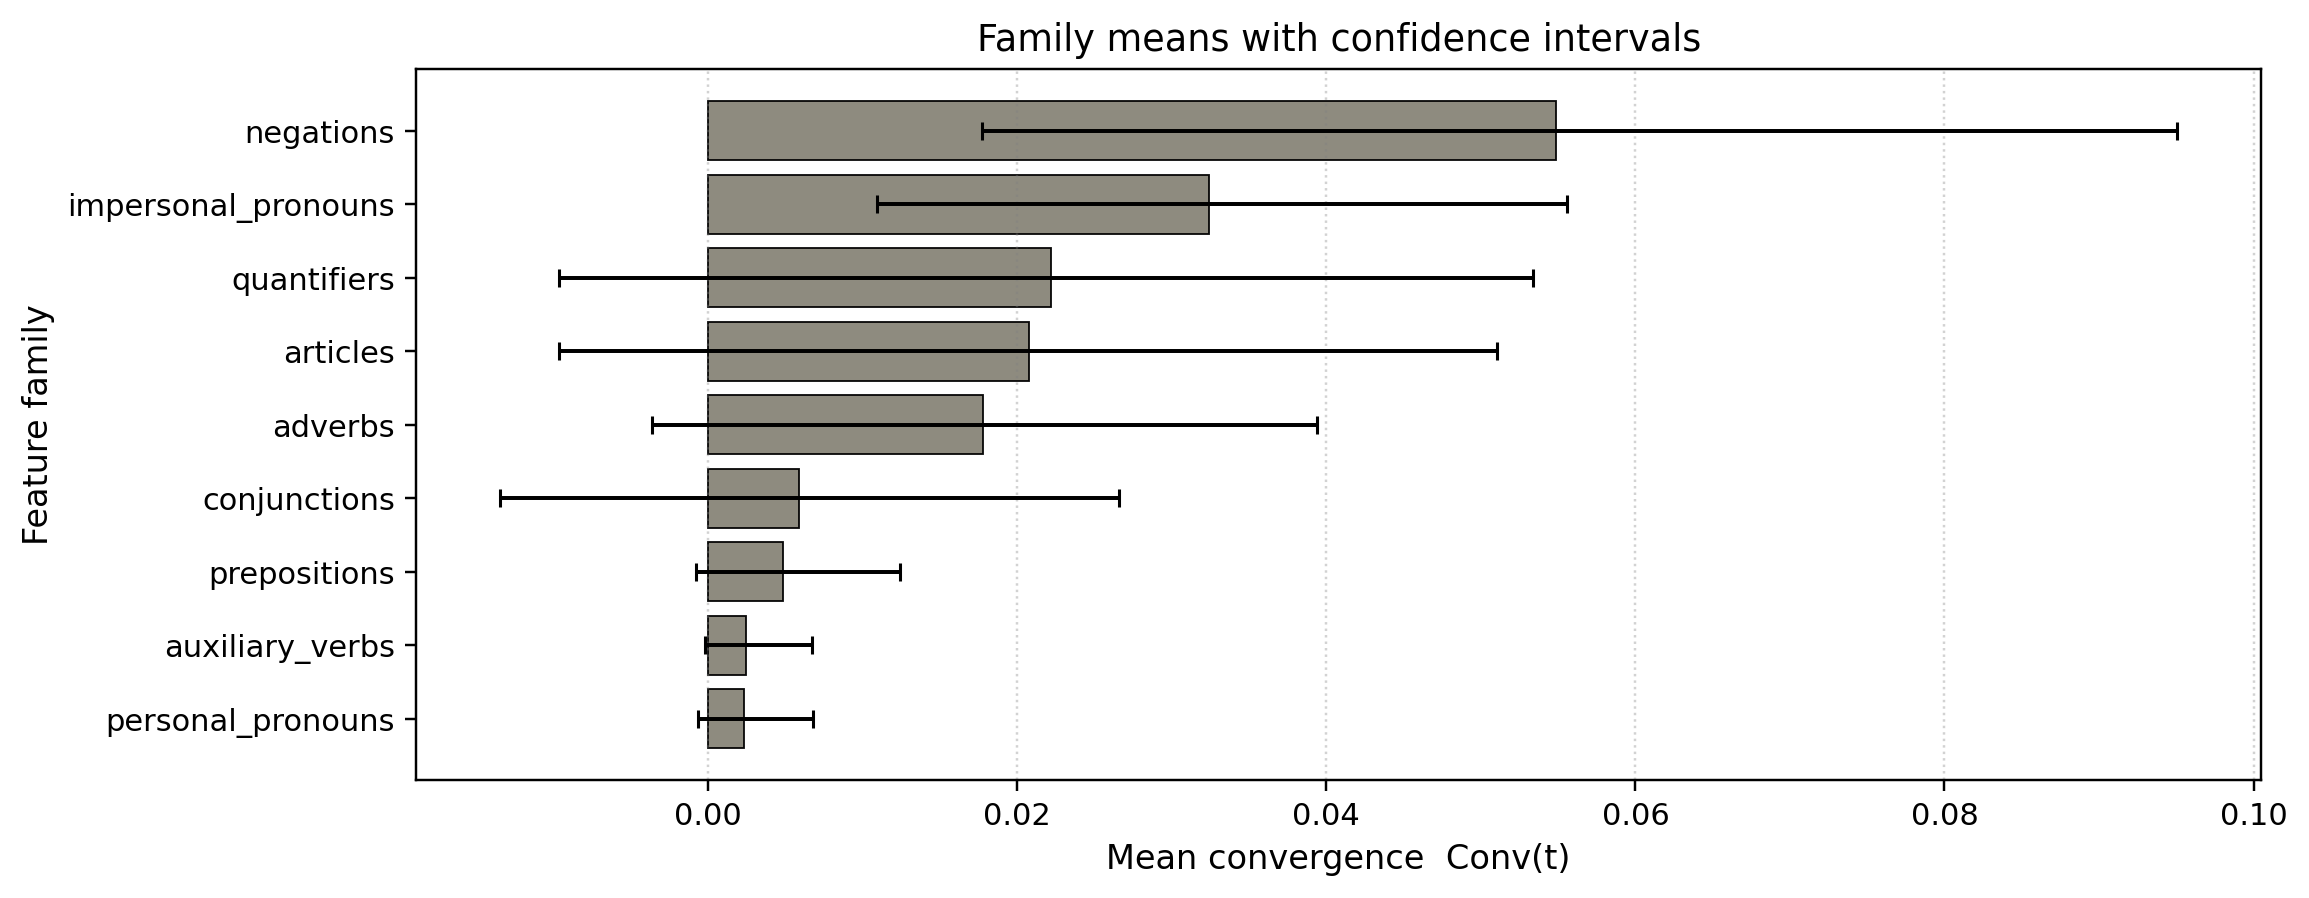 Family means with confidence intervals
Feature family
negations
impersonal_pronouns
quantifiers
articles
adverbs
conjunctions
prepositions
auxiliary_verbs
personal_pronouns
0.00 0.02 0.04 0.06 0.08 0.10
Mean convergence  Conv(t)